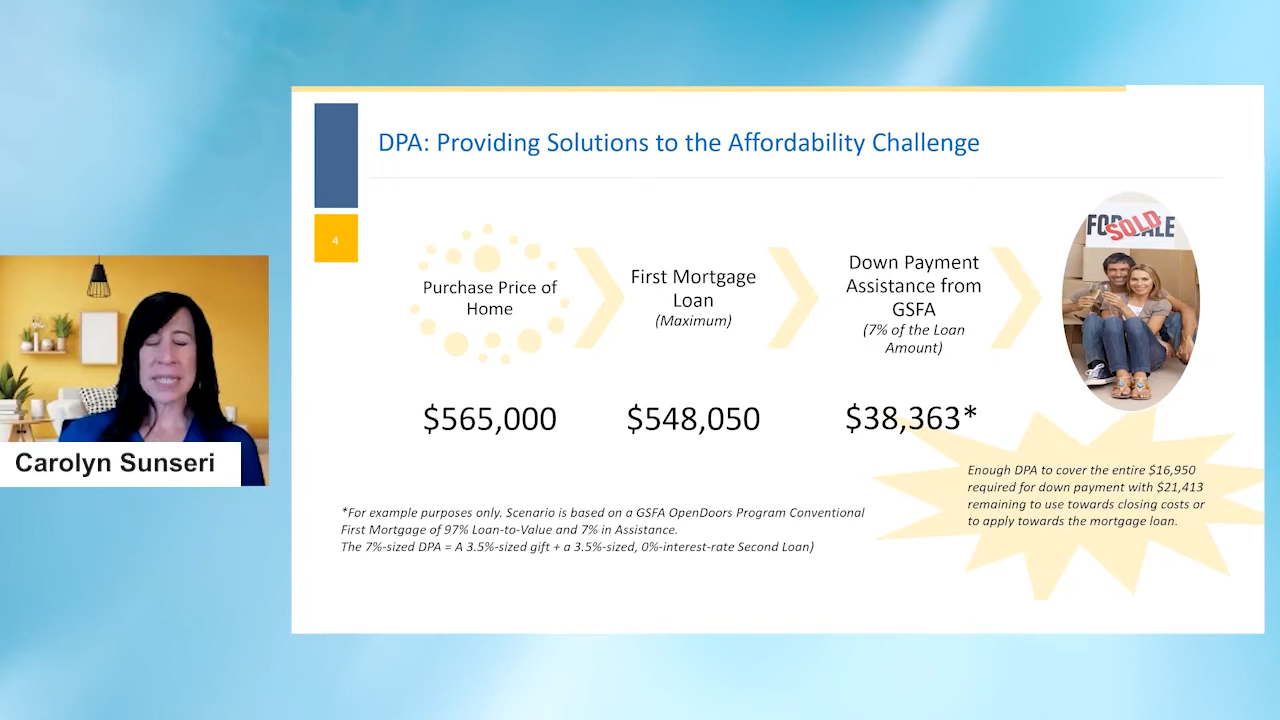 DPA: Providing Solutions to the Affordability Challenge
4
Purchase Price of
Home
First Mortgage
Loan
(Maximum)
Down Payment
Assistance from
GSFA
(7% of the Loan
Amount)
FOR SALE
SOLD
$565,000
$548,050
$38,363*
Carolyn Sunseri
Enough DPA to cover the entire $16,950
required for down payment with $21,413
remaining to use towards closing costs or
to apply towards the mortgage loan.
*For example purposes only. Scenario is based on a GSFA OpenDoors Program Conventional
First Mortgage of 97% Loan-to-Value and 7% in Assistance.
The 7%-sized DPA = A 3.5%-sized gift + a 3.5%-sized, 0%-interest-rate Second Loan)